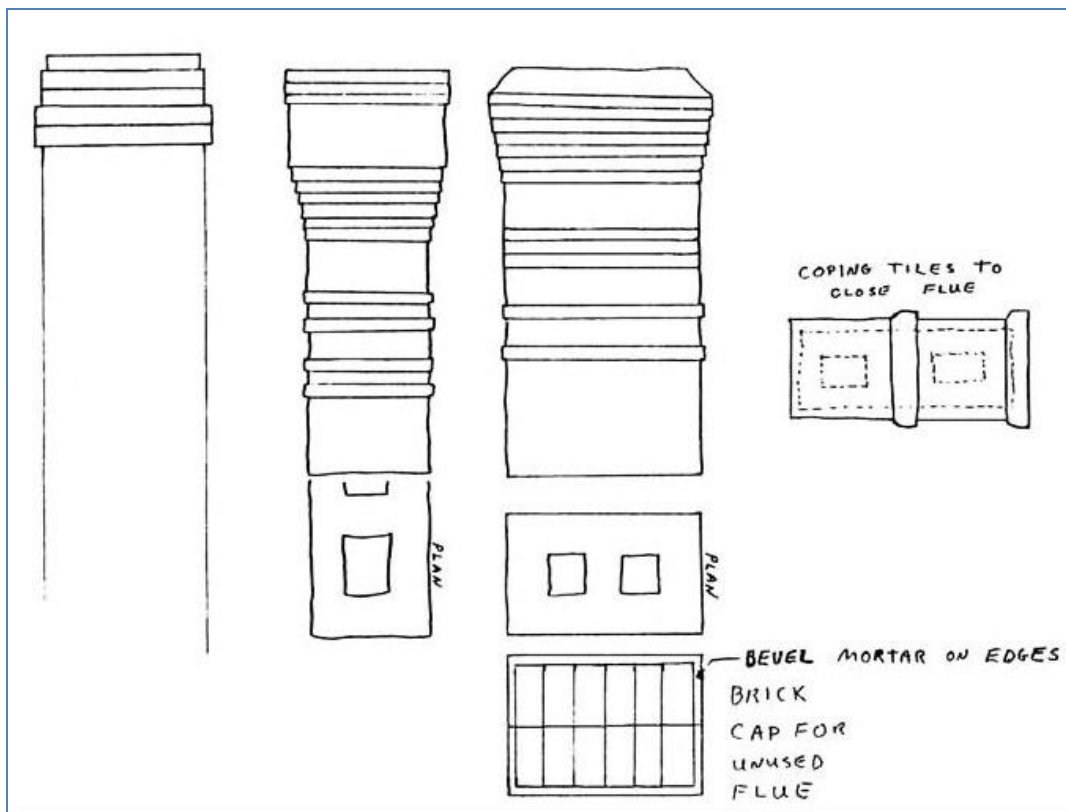 COPING TILES TO
CLOSE FLUE
PLAN
PLAN
BEVEL MORTAR ON EDGES
BRICK
CAP FOR
UNUSED
FLUE